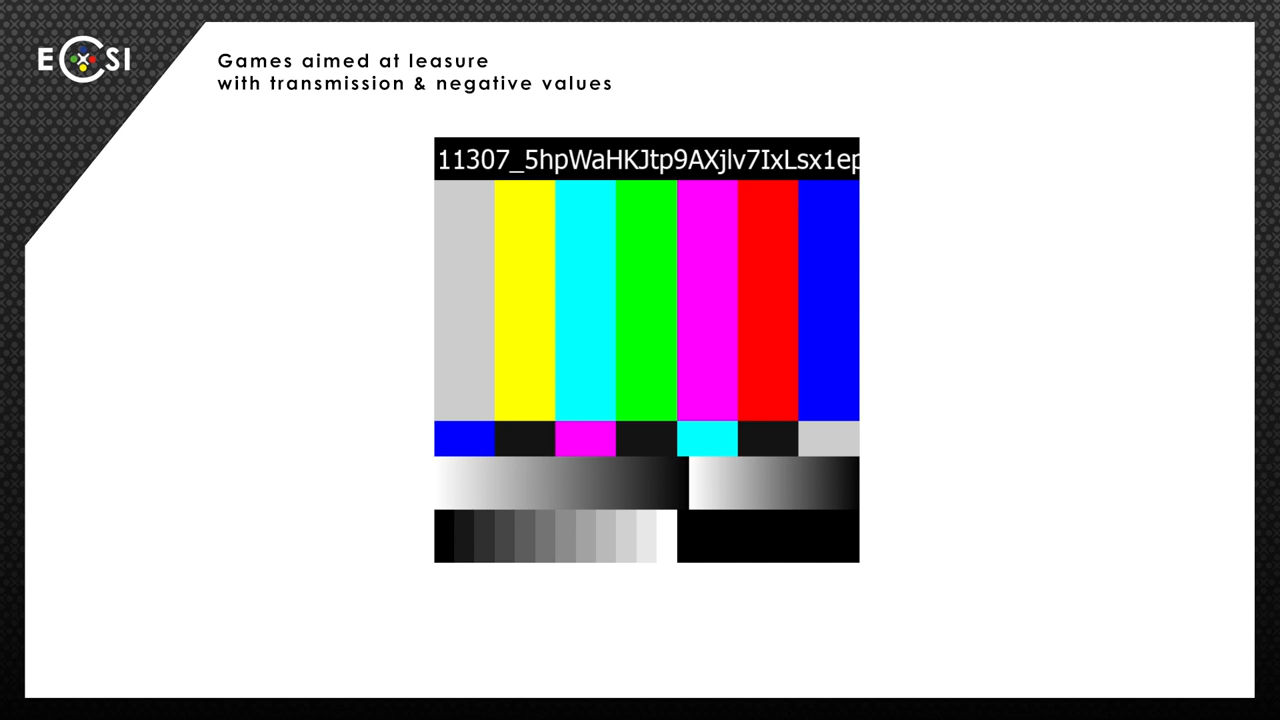 ECSI
Games aimed at leasure
with transmission & negative values
11307_5hpWaHKJtp9AXjlv7IxLsx1ep